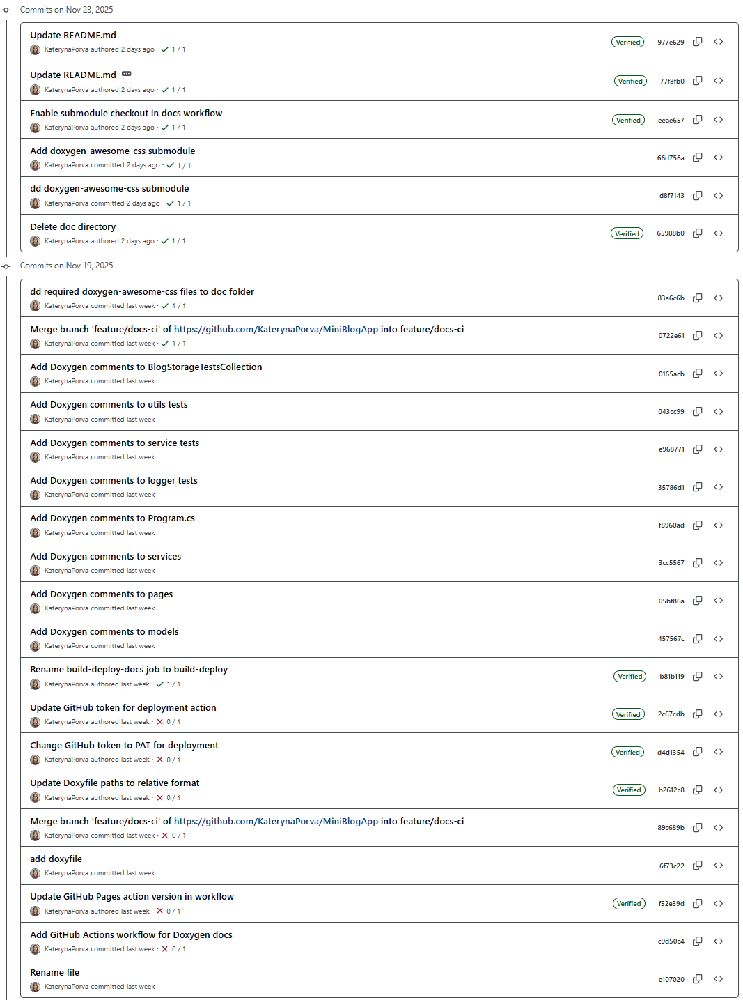 Commits on Nov 23, 2025
Update README.md
KaterynaPorva authored 2 days ago · 1 / 1
Verified 977e629
Update README.md
KaterynaPorva authored 2 days ago · 1 / 1
Verified 77f8fb0
Enable submodule checkout in docs workflow
KaterynaPorva authored 2 days ago · 1 / 1
Verified eeae657
Add doxygen-awesome-css submodule
KaterynaPorva committed 2 days ago · 1 / 1
66d756a
dd doxygen-awesome-css submodule
KaterynaPorva committed 2 days ago · 1 / 1
d8f7143
Delete doc directory
KaterynaPorva authored 2 days ago · 1 / 1
Verified 65988b0
Commits on Nov 19, 2025
dd required doxygen-awesome-css files to doc folder
KaterynaPorva committed last week · 1 / 1
83a6c6b
Merge branch 'feature/docs-ci' of https://github.com/KaterynaPorva/MiniBlogApp into feature/docs-ci
KaterynaPorva committed last week · 1 / 1
0722e61
Add Doxygen comments to BlogStorageTestsCollection
KaterynaPorva committed last week
0165acb
Add Doxygen comments to utils tests
KaterynaPorva committed last week
043cc99
Add Doxygen comments to service tests
KaterynaPorva committed last week
e968771
Add Doxygen comments to logger tests
KaterynaPorva committed last week
35786d1
Add Doxygen comments to Program.cs
KaterynaPorva committed last week
f8960ad
Add Doxygen comments to services
KaterynaPorva committed last week
3cc5567
Add Doxygen comments to pages
KaterynaPorva committed last week
05bf86a
Add Doxygen comments to models
KaterynaPorva committed last week
457567c
Rename build-deploy-docs job to build-deploy
KaterynaPorva authored last week · 1 / 1
Verified b81b119
Update GitHub token for deployment action
KaterynaPorva authored last week · 0 / 1
Verified 2c67cdb
Change GitHub token to PAT for deployment
KaterynaPorva authored last week · 0 / 1
Verified d4d1354
Update Doxyfile paths to relative format
KaterynaPorva authored last week · 0 / 1
Verified b2612c8
Merge branch 'feature/docs-ci' of https://github.com/KaterynaPorva/MiniBlogApp into feature/docs-ci
KaterynaPorva committed last week · 0 / 1
89c689b
add doxyfile
KaterynaPorva committed last week
6f73c22
Update GitHub Pages action version in workflow
KaterynaPorva authored last week · 0 / 1
Verified f52e39d
Add GitHub Actions workflow for Doxygen docs
KaterynaPorva committed last week · 0 / 1
c9d50c4
Rename file
KaterynaPorva committed last week
e107020